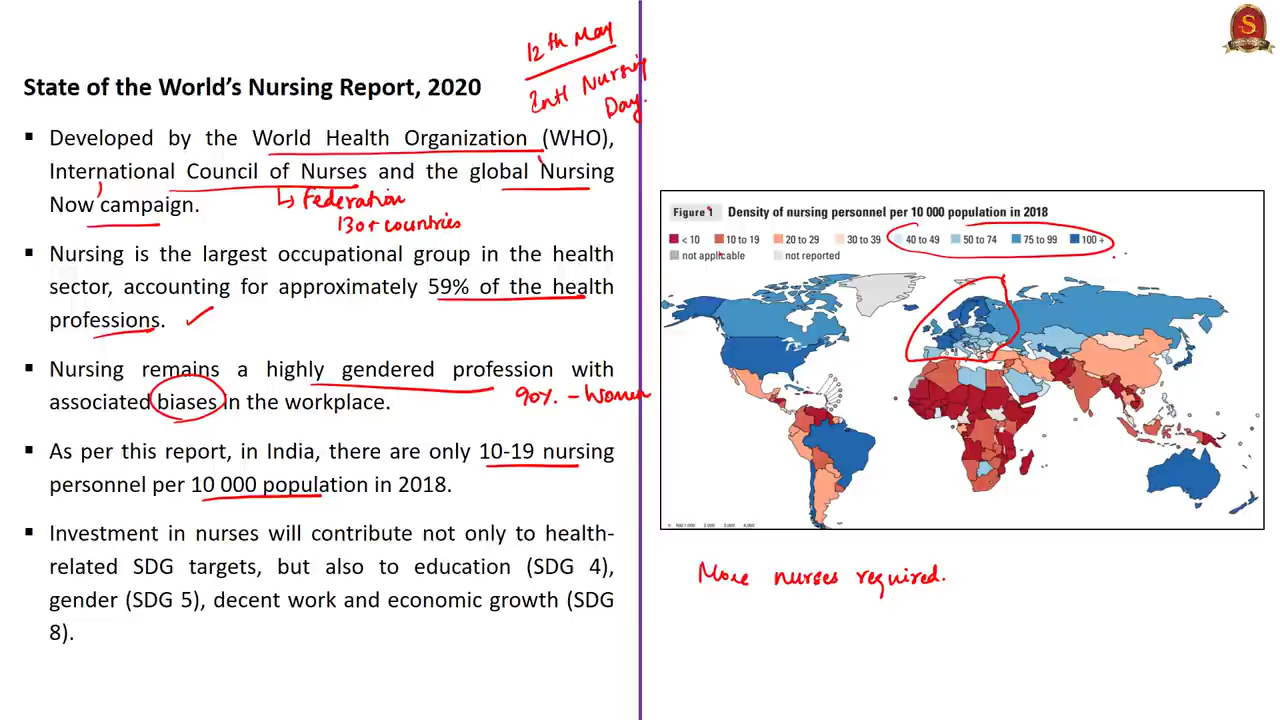 12th May
Intl Nursing
Day.
State of the World's Nursing Report, 2020
▪ Developed by the World Health Organization (WHO),
International Council of Nurses and the global 'Nursing
Now' campaign.
↳ Federation
130+ countries
▪ Nursing is the largest occupational group in the health
sector, accounting for approximately 59% of the health
professions. ✓
▪ Nursing remains a highly gendered profession with
associated biases in the workplace.
90%. - Women
▪ As per this report, in India, there are only 10-19 nursing
personnel per 10 000 population in 2018.
▪ Investment in nurses will contribute not only to health-
related SDG targets, but also to education (SDG 4),
gender (SDG 5), decent work and economic growth (SDG
8).
S
Figure 1 Density of nursing personnel per 10 000 population in 2018
< 10 10 to 19 20 to 29 30 to 39 40 to 49 50 to 74 75 to 99 100 +
not applicable not reported
More nurses required.